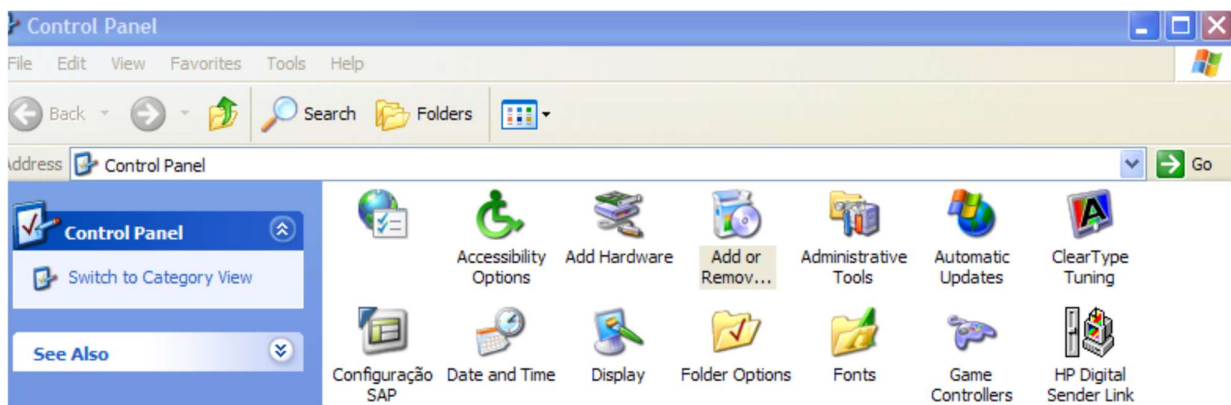 Control Panel
File Edit View Favorites Tools Help
Back Search Folders
Address Control Panel Go
Control Panel
Switch to Category View
See Also
Accessibility Options
Add Hardware
Add or Remov...
Administrative Tools
Automatic Updates
ClearType Tuning
Configuração SAP
Date and Time
Display
Folder Options
Fonts
Game Controllers
HP Digital Sender Link